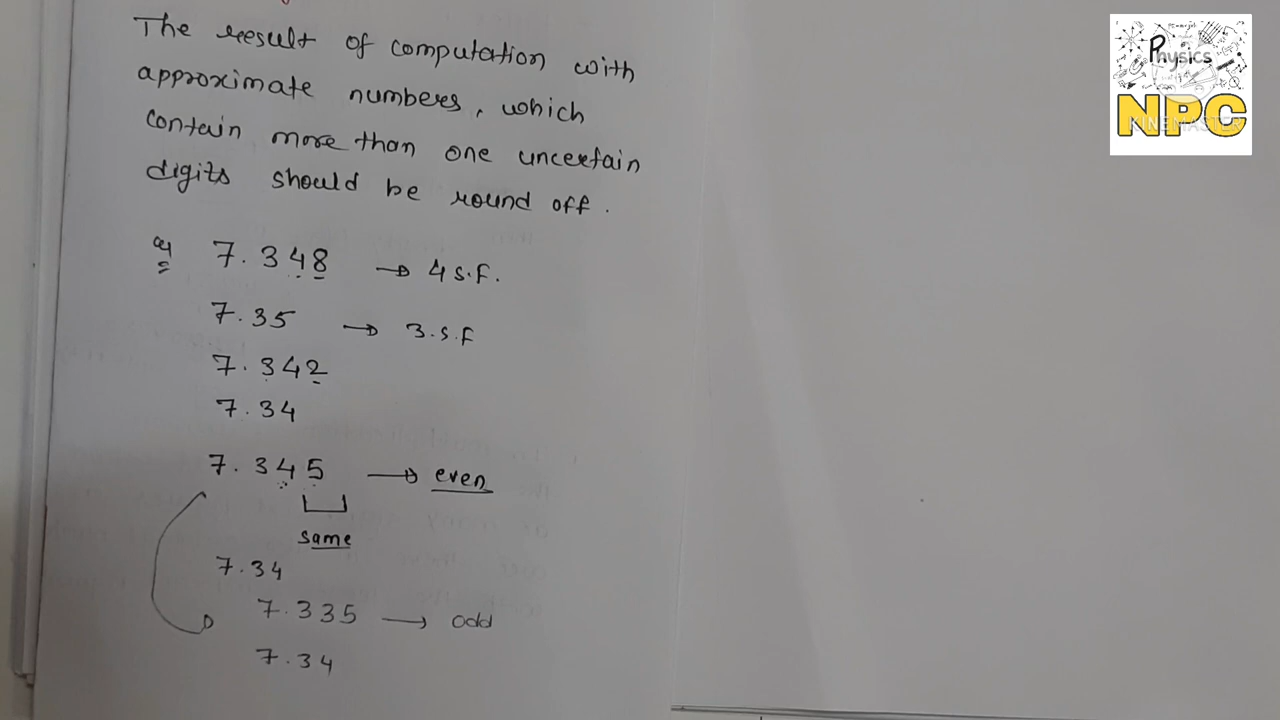 The result of computation with
approximate numbers, which
contain more than one uncertain
digits should be round off.
eg 7.348 → 4 s.f.
7.35 → 3.s.f
7.342
7.34
7.345 → even
same
7.34
7.335 → odd
7.34
Physics
NPC
KINEMASTER